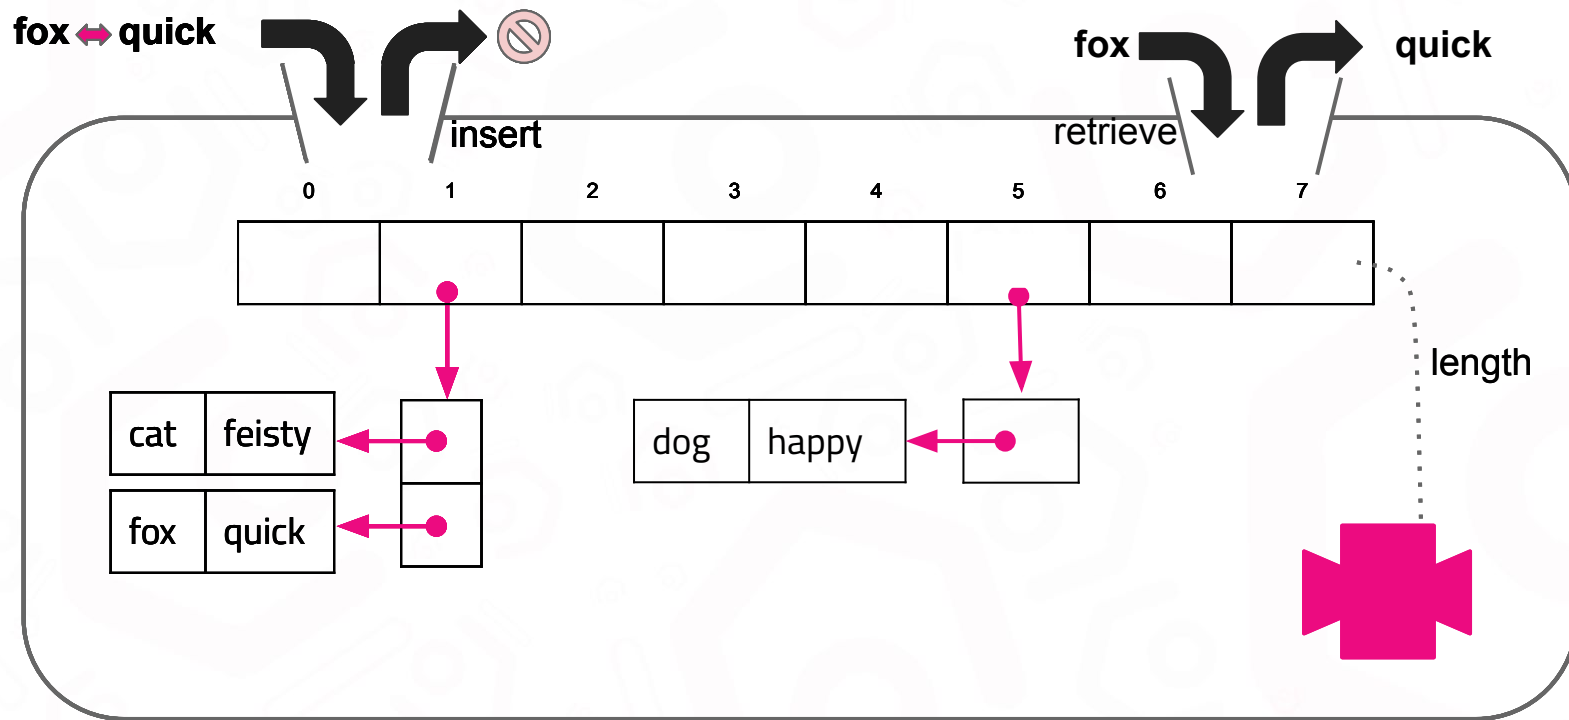 fox quick
fox quick
insert
retrieve
0 1 2 3 4 5 6 7
length
cat feisty
dog happy
fox quick